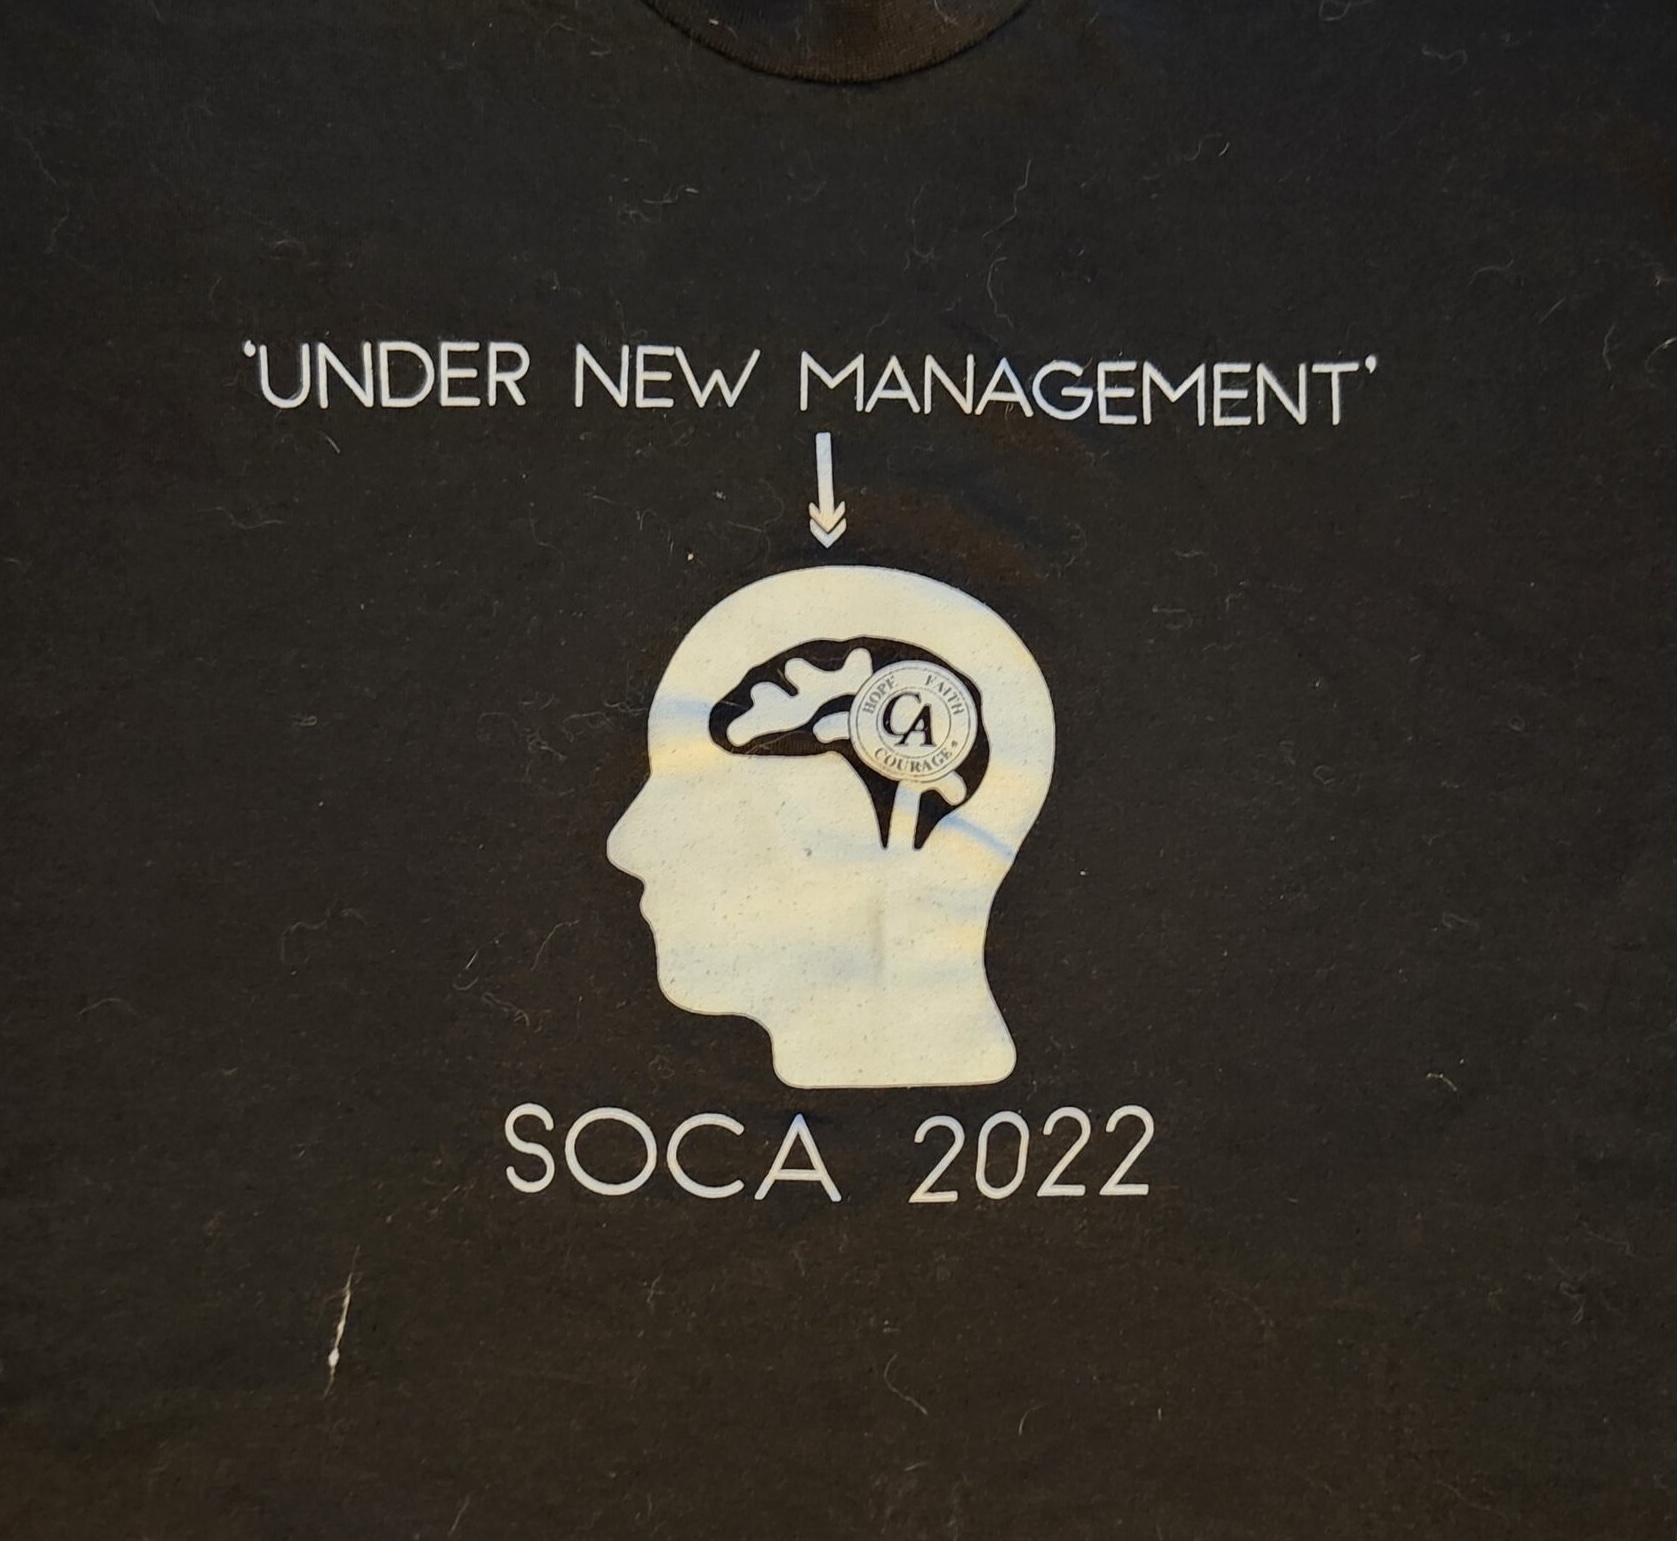 'UNDER NEW MANAGEMENT'
HOPE FAITH
CA
COURAGE
SOCA 2022